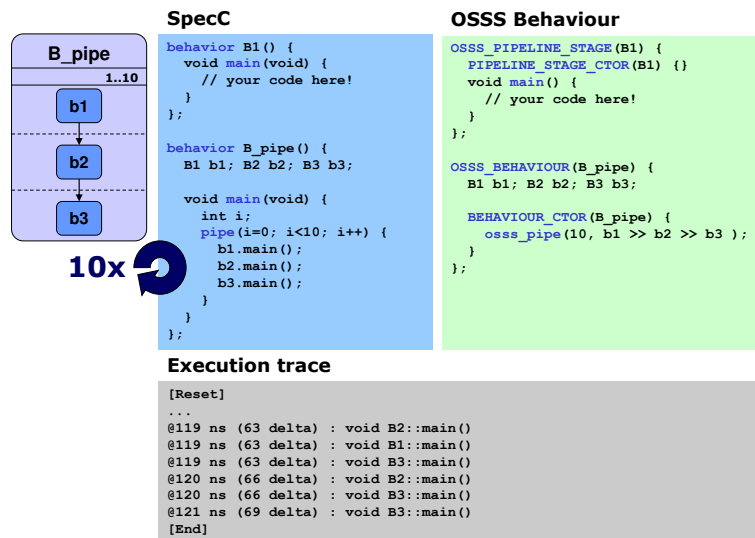 SpecC
OSSS Behaviour
B_pipe
1..10
b1
b2
b3
10x
behavior B1() {
  void main(void) {
    // your code here!
  }
};
behavior B_pipe() {
  B1 b1; B2 b2; B3 b3;
  void main(void) {
    int i;
    pipe(i=0; i<10; i++) {
      b1.main();
      b2.main();
      b3.main();
    }
  }
};
OSSS_PIPELINE_STAGE(B1) {
  PIPELINE_STAGE_CTOR(B1) {}
  void main() {
    // your code here!
  }
};
OSSS_BEHAVIOUR(B_pipe) {
  B1 b1; B2 b2; B3 b3;
  BEHAVIOUR_CTOR(B_pipe) {
    osss_pipe(10, b1 >> b2 >> b3 );
  }
};
Execution trace
[Reset]
...
@119 ns (63 delta) : void B2::main()
@119 ns (63 delta) : void B1::main()
@119 ns (63 delta) : void B3::main()
@120 ns (66 delta) : void B2::main()
@120 ns (66 delta) : void B3::main()
@121 ns (69 delta) : void B3::main()
[End]